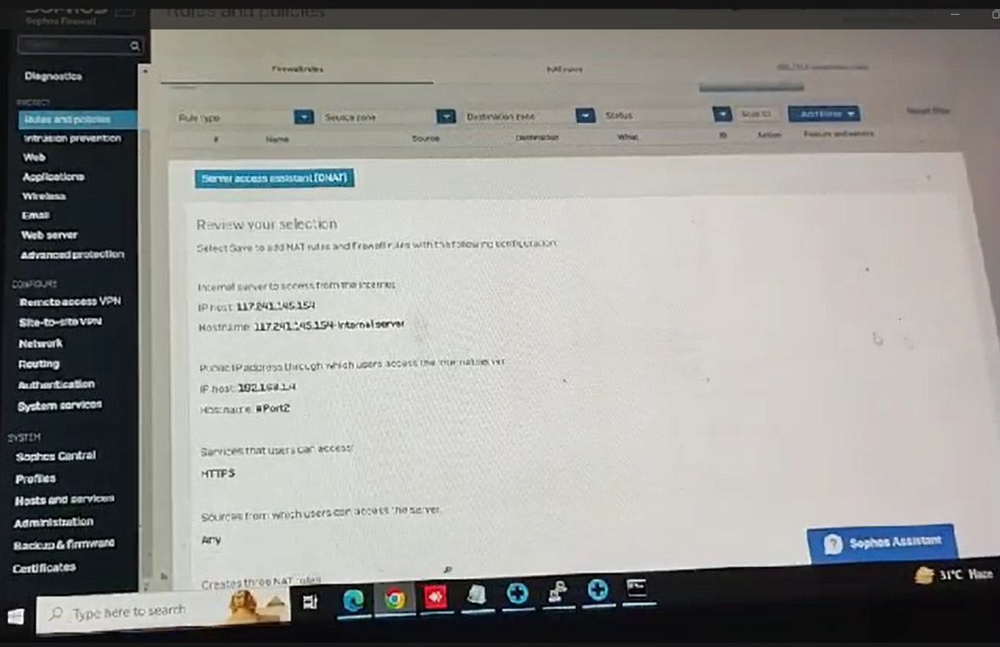 SOPHOS
Sophos Firewall
Rules and policies
Diagnostics
PROTECT
Rules and policies
Intrusion prevention
Web
Applications
Wireless
Email
Web server
Advanced protection
CONFIGURE
Remote access VPN
Site-to-site VPN
Network
Routing
Authentication
System services
SYSTEM
Sophos Central
Profiles
Hosts and services
Administration
Backup & firmware
Certificates
Firewall rules NAT rules
Rule type Source zone Destination zone Status Add filter Reset filter
# Name Source Destination What ID Action Feature and service
Server access assistant (DNAT)
Review your selection
Select Save to add NAT rules and firewall rules with the following configuration.
Internal server to access from the internet
IP host: 117.241.145.154
Hostname: 117.241.145.154-Internal server
Public IP address through which users access the internal server
IP host: 192.168.1.4
Hostname: #Port2
Services that users can access:
HTTPS
Sources from which users can access the server
Any
Creates three NAT rules
Sophos Assistant
Type here to search
31°C Haze